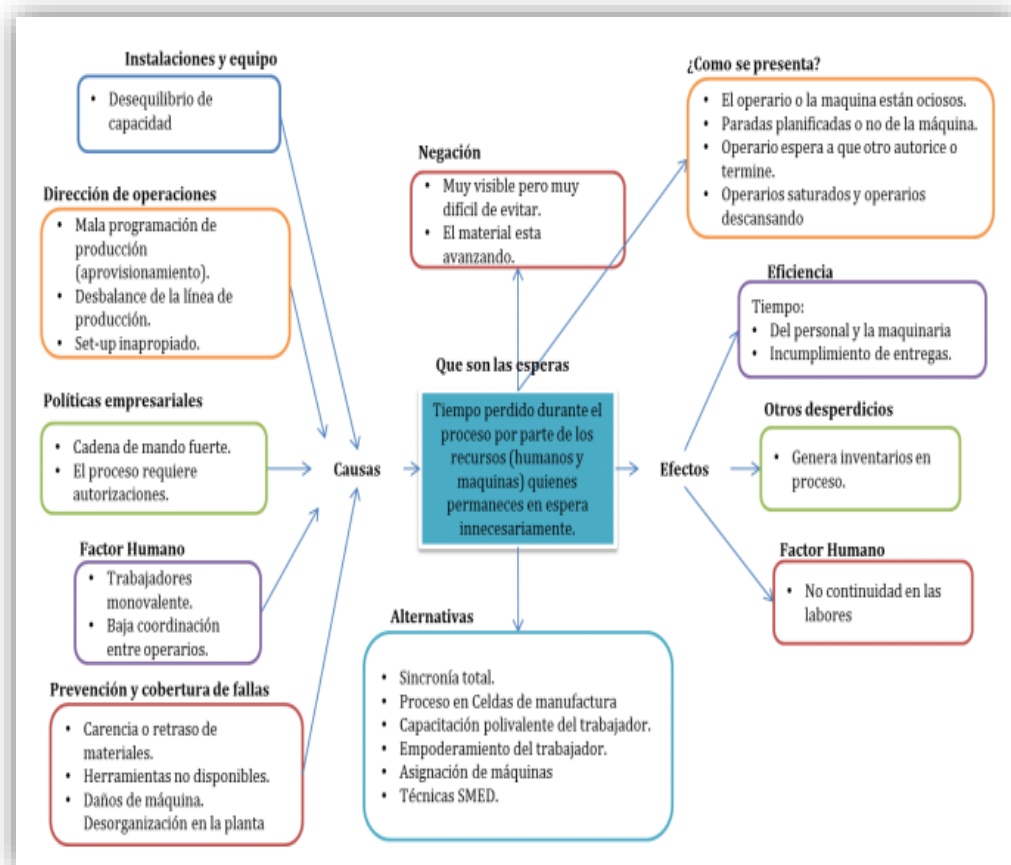 Instalaciones y equipo
• Desequilibrio de
capacidad
Dirección de operaciones
• Mala programación de
producción
(aprovisionamiento).
• Desbalance de la línea de
producción.
• Set-up inapropiado.
Políticas empresariales
• Cadena de mando fuerte.
• El proceso requiere
autorizaciones.
Factor Humano
• Trabajadores
monovalente.
• Baja coordinación
entre operarios.
Prevención y cobertura de fallas
• Carencia o retraso de
materiales.
• Herramientas no disponibles.
• Daños de máquina.
Desorganización en la planta
Causas
Negación
• Muy visible pero muy
difícil de evitar.
• El material esta
avanzando.
Que son las esperas
Tiempo perdido durante el
proceso por parte de los
recursos (humanos y
maquinas) quienes
permaneces en espera
innecesariamente.
Alternativas
• Sincronía total.
• Proceso en Celdas de manufactura
• Capacitación polivalente del trabajador.
• Empoderamiento del trabajador.
• Asignación de máquinas
• Técnicas SMED.
¿Como se presenta?
• El operario o la maquina están ociosos.
• Paradas planificadas o no de la máquina.
• Operario espera a que otro autorice o
termine.
• Operarios saturados y operarios
descansando
Efectos
Eficiencia
Tiempo:
• Del personal y la maquinaria
• Incumplimiento de entregas.
Otros desperdicios
• Genera inventarios en
proceso.
Factor Humano
• No continuidad en las
labores